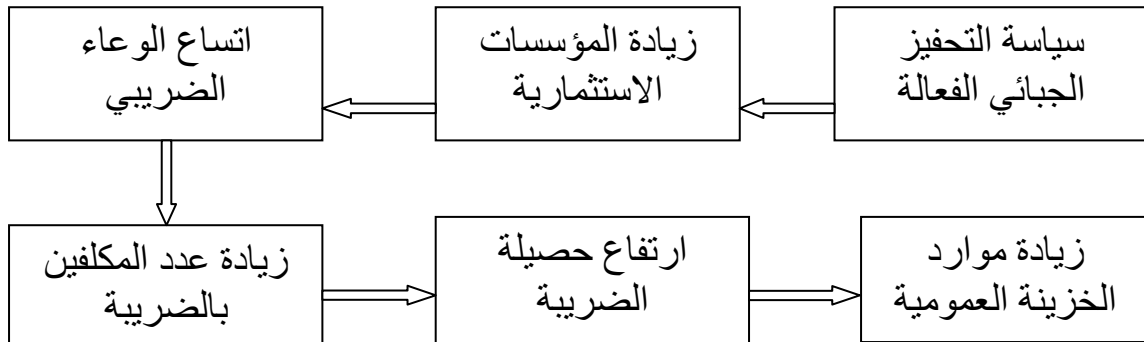 سياسة التحفيز
الجبائي الفعالة
زيادة المؤسسات
الاستثمارية
اتساع الوعاء
الضريبي
زيادة عدد المكلفين
بالضريبة
ارتفاع حصيلة
الضريبة
زيادة موارد
الخزينة العمومية